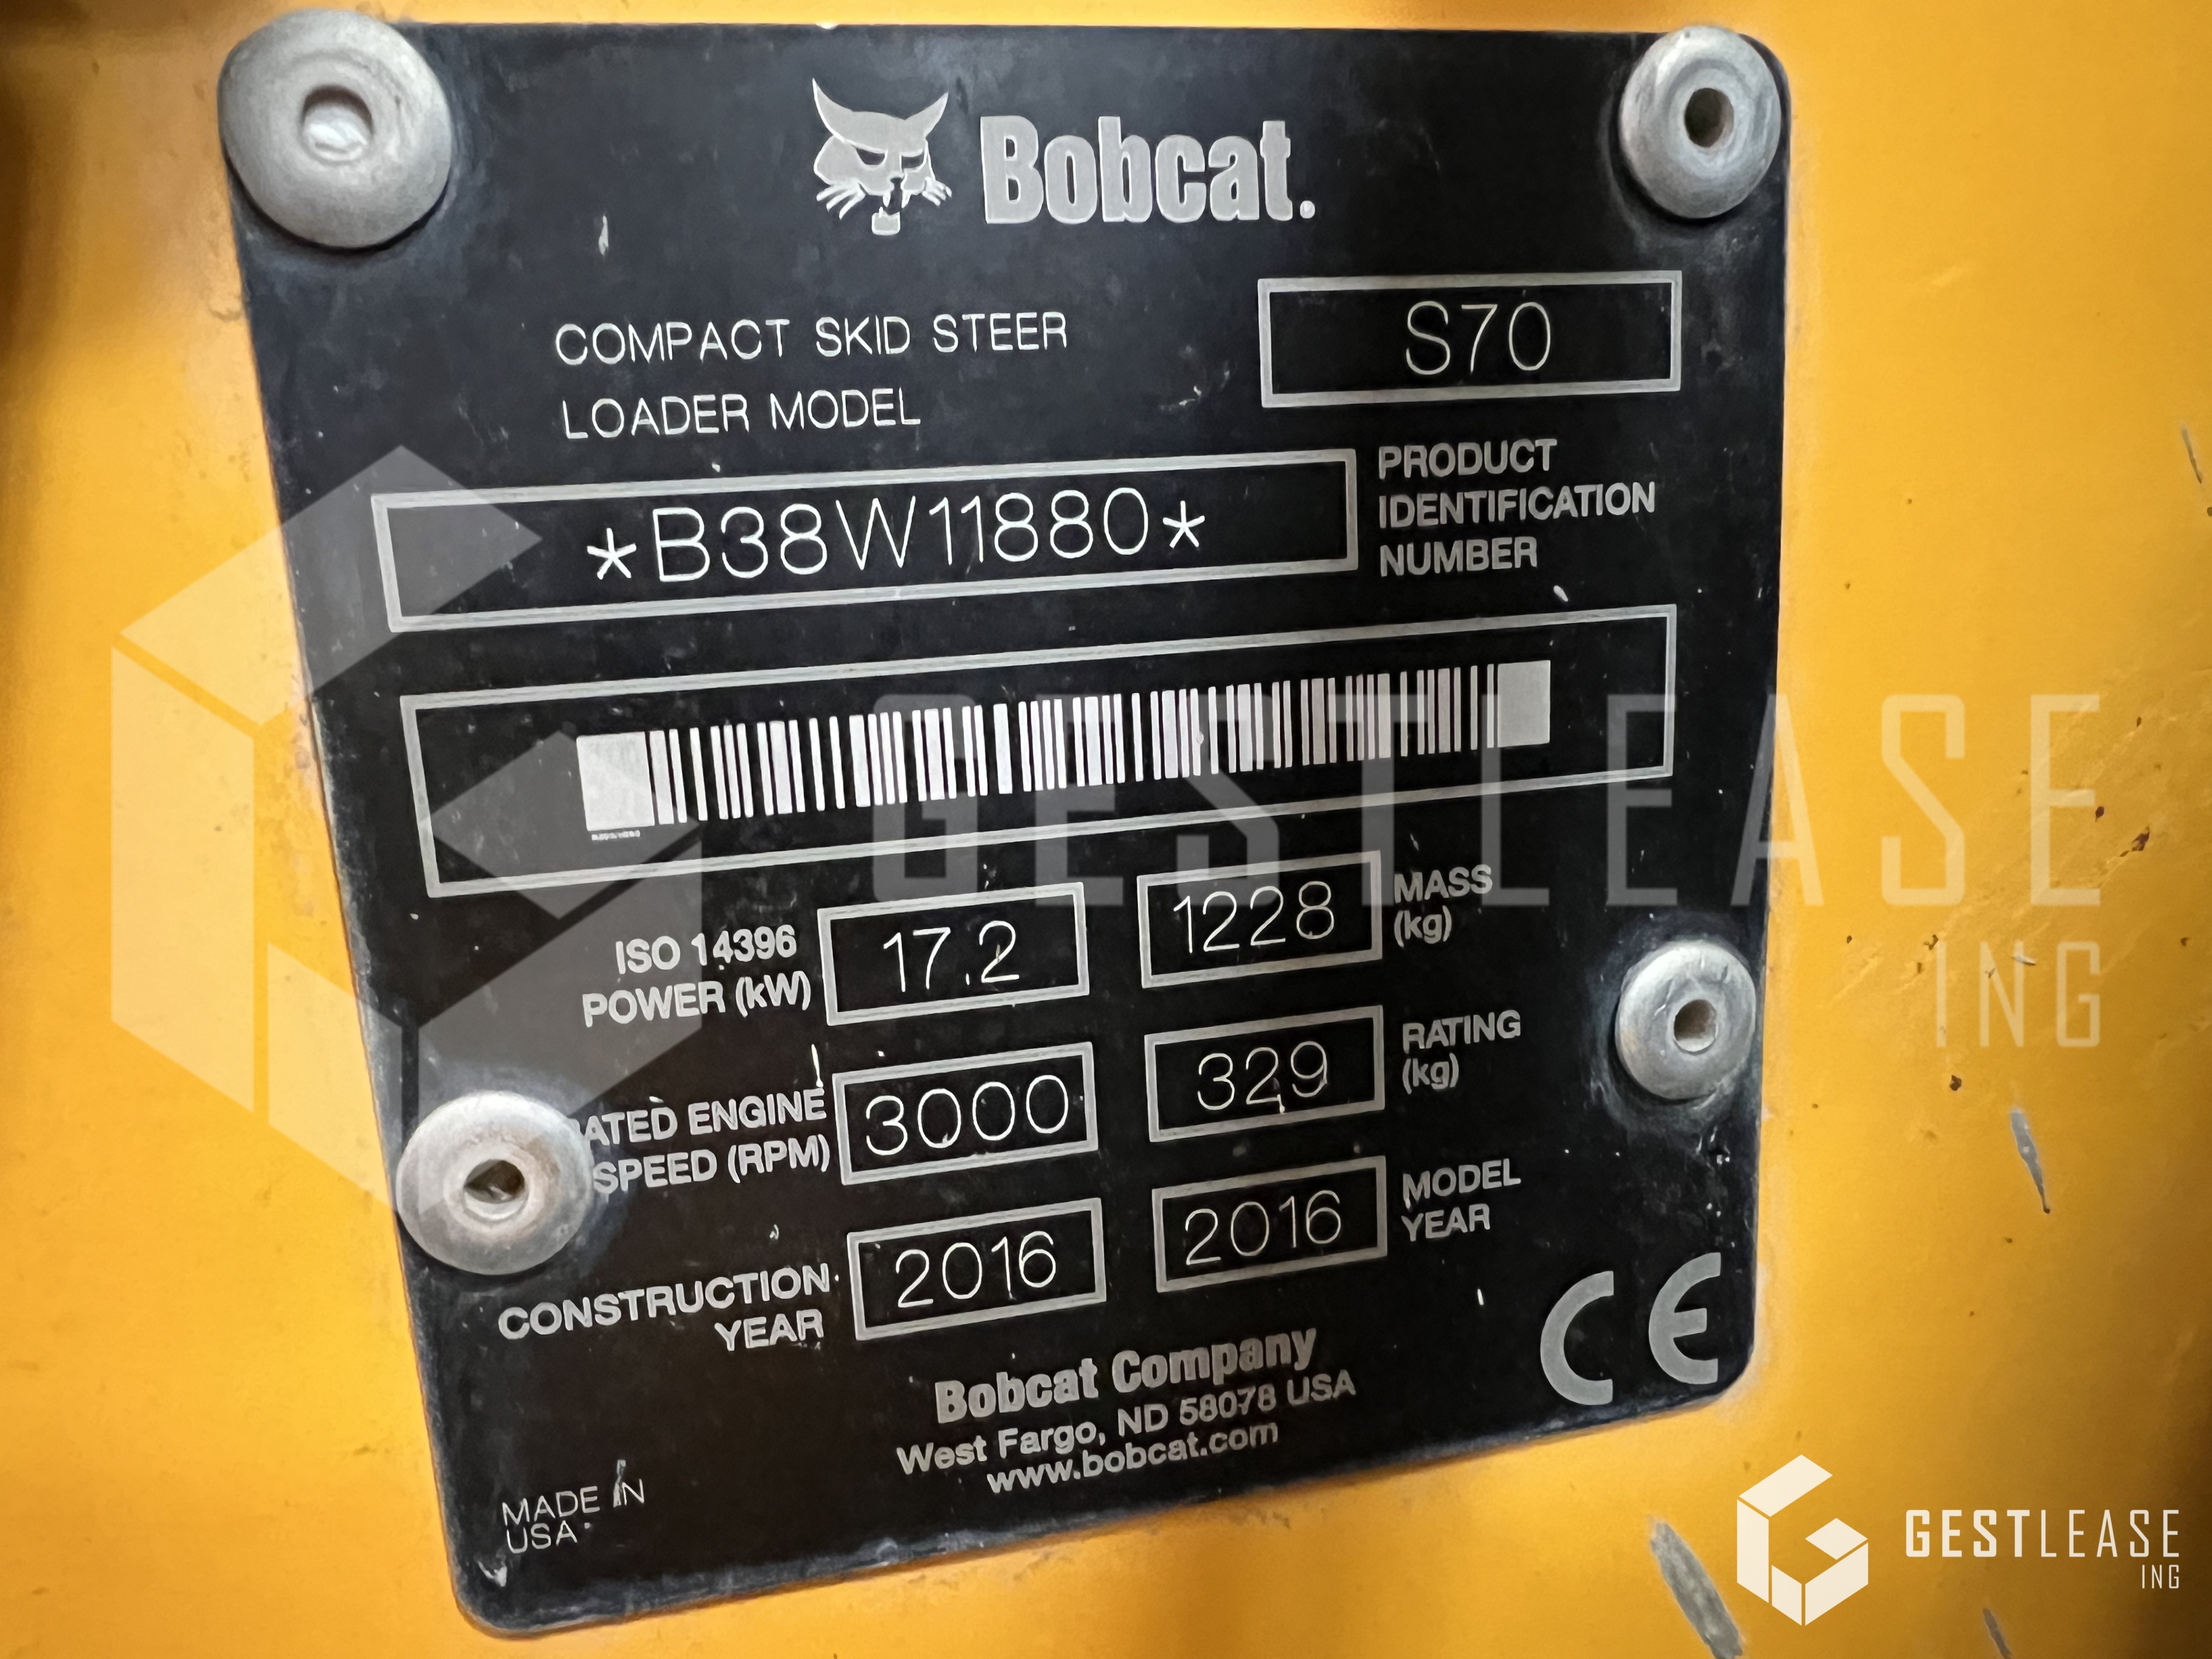 Bobcat.
COMPACT SKID STEER
LOADER MODEL
S70
*B38W11880*
PRODUCT
IDENTIFICATION
NUMBER
ISO 14396
POWER (kW)
17.2
1228
MASS
(kg)
ATED ENGINE
SPEED (RPM)
3000
329
RATING
(kg)
CONSTRUCTION
YEAR
2016
2016
MODEL
YEAR
Bobcat Company
West Fargo, ND 58078 USA
www.bobcat.com
CE
MADE IN
USA
GESTLEASE
ING
GESTLEASE
ING